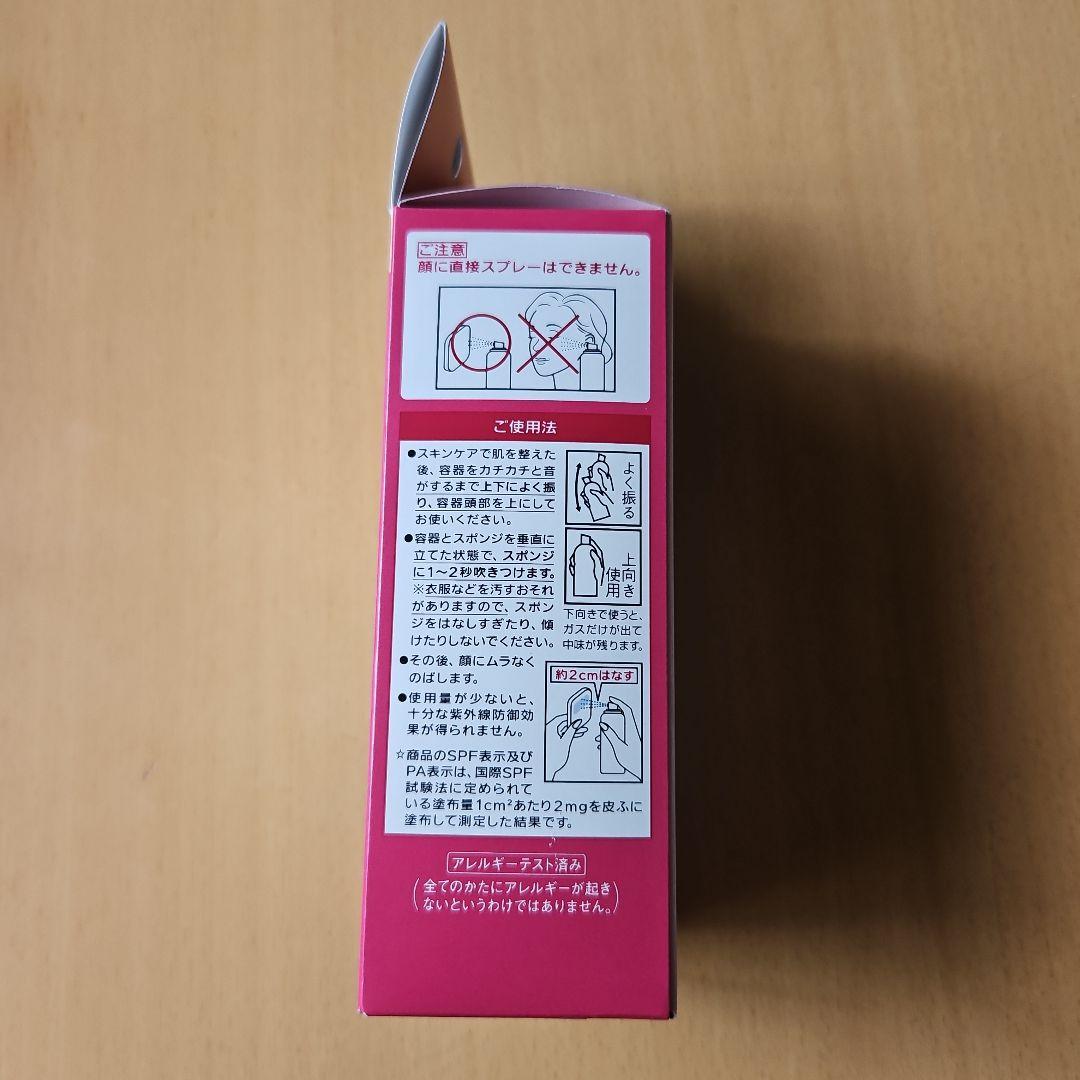 ご注意
顔に直接スプレーはできません。
ご使用法
●スキンケアで肌を整えた
後、容器をカチカチと音
がするまで上下によく振
り、容器頭部を上にして
お使いください。
よく振る
●容器とスポンジを垂直に
立てた状態で、スポンジ
に1〜2秒吹きつけます。
※衣服などを汚すおそれ
がありますので、スポン
ジをはなしすぎたり、傾
けたりしないでください。
上向き
使用
下向きで使うと、
ガスだけが出て
中味が残ります。
●その後、顔にムラなく
のばします。
●使用量が少ないと、
十分な紫外線防御効
果が得られません。
約2cmはなす
☆商品のSPF表示及び
PA表示は、国際SPF
試験法に定められて
いる塗布量1cm²あたり2mgを皮ふに
塗布して測定した結果です。
アレルギーテスト済み
(全てのかたにアレルギーが起き
ないというわけではありません。)